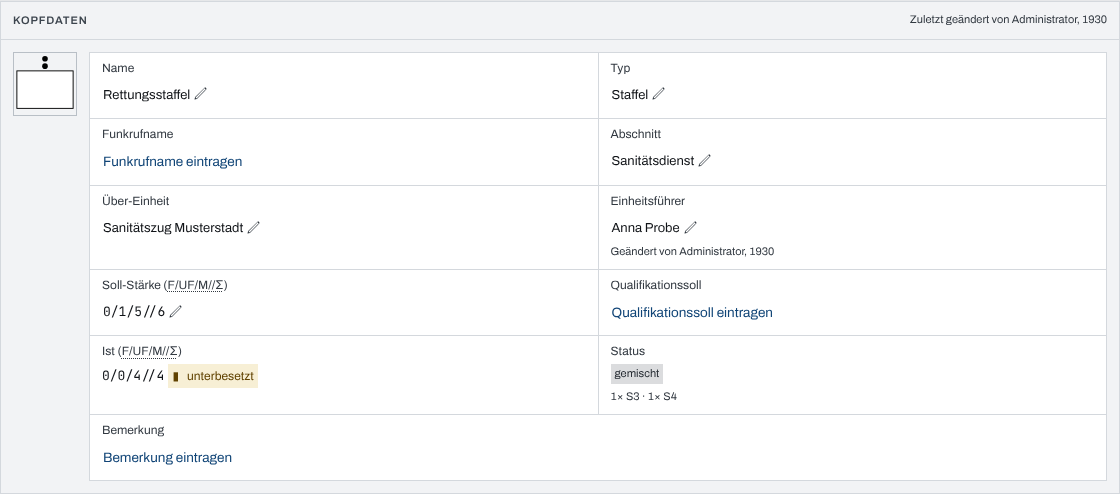 KOPFDATEN
Zuletzt geändert von Administrator, 1930
Name
Rettungsstaffel
Typ
Staffel
Funkrufname
Funkrufname eintragen
Abschnitt
Sanitätsdienst
Über-Einheit
Sanitätszug Musterstadt
Einheitsführer
Anna Probe
Geändert von Administrator, 1930
Soll-Stärke (F/UF/M//Σ)
0/1/5//6
Qualifikationssoll
Qualifikationssoll eintragen
Ist (F/UF/M//Σ)
0/0/4//4 unterbesetzt
Status
gemischt
1× S3 · 1× S4
Bemerkung
Bemerkung eintragen